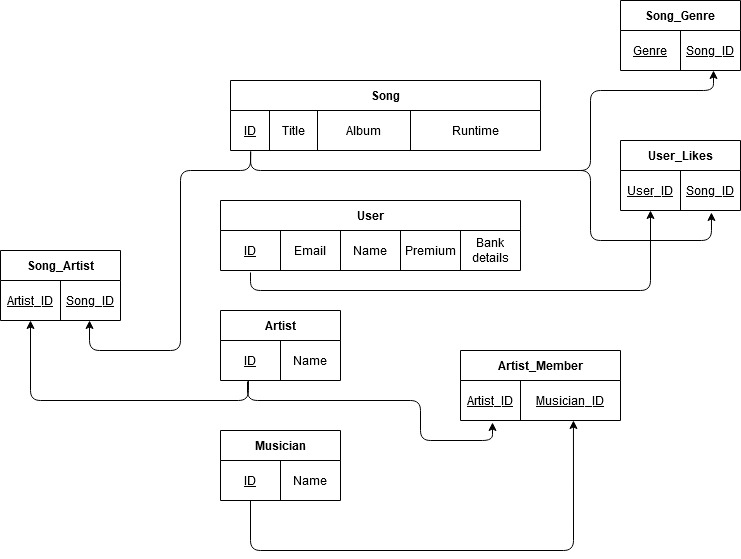 Song_Genre
Genre Song_ID
Song
ID Title Album Runtime
User_Likes
User_ID Song_ID
User
ID Email Name Premium Bank
details
Song_Artist
Artist_ID Song_ID
Artist
ID Name
Artist_Member
Artist_ID Musician_ID
Musician
ID Name